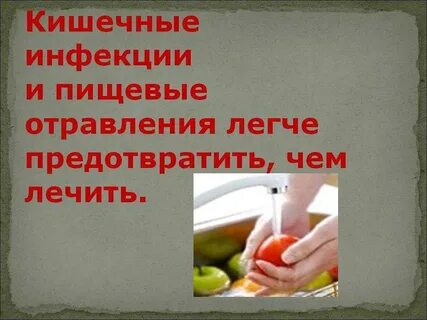 Кишечные
инфекции
и пищевые
отравления легче
предотвратить, чем
лечить.